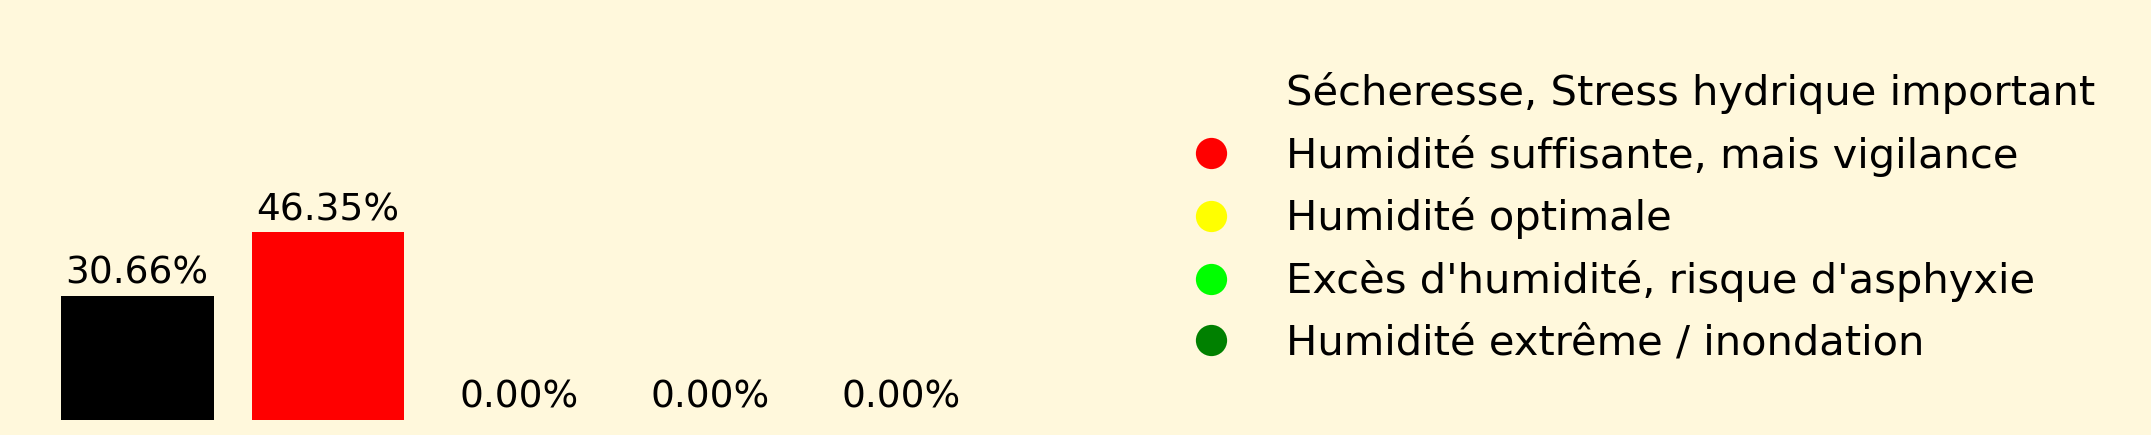 Sécheresse, Stress hydrique important
Humidité suffisante, mais vigilance
Humidité optimale
Excès d'humidité, risque d'asphyxie
Humidité extrême / inondation
46.35%
30.66%
0.00% 0.00% 0.00%